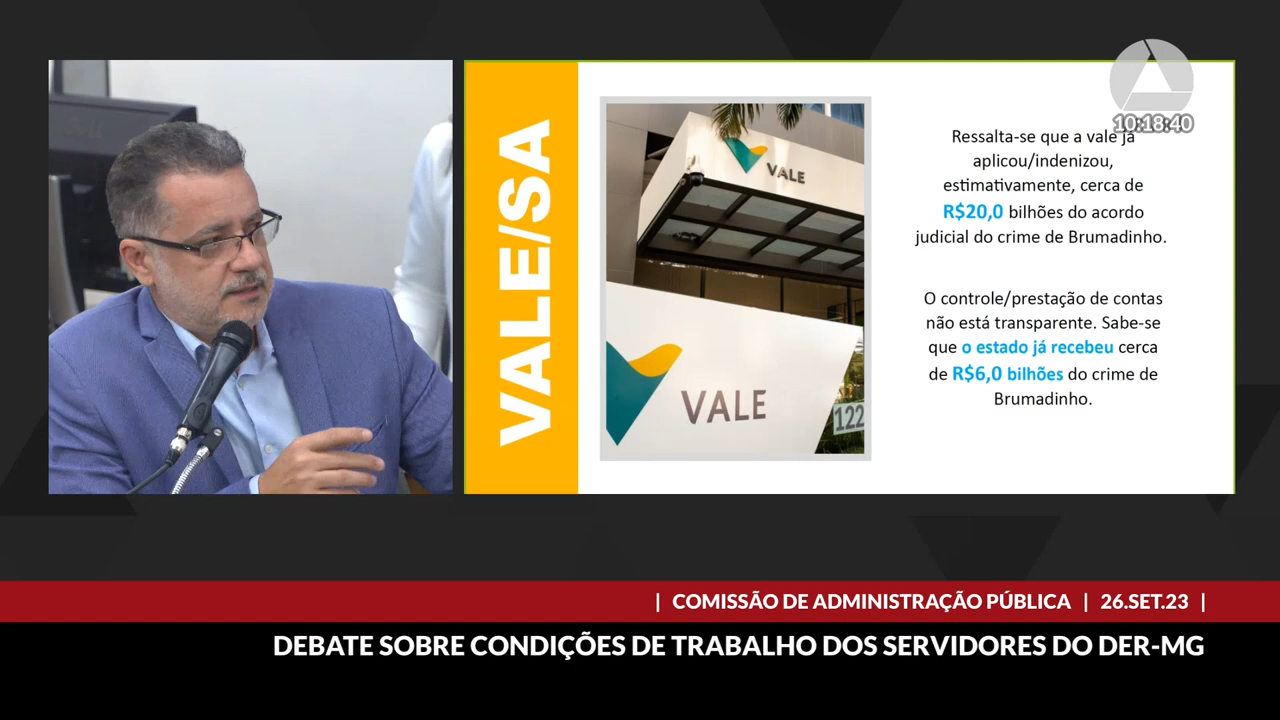 10:18:40
VALE/SA
VALE
VALE
122
Ressalta-se que a vale já
aplicou/indenizou,
estimativamente, cerca de
R$20,0 bilhões do acordo
judicial do crime de Brumadinho.
O controle/prestação de contas
não está transparente. Sabe-se
que o estado já recebeu cerca
de R$6,0 bilhões do crime de
Brumadinho.
| COMISSÃO DE ADMINISTRAÇÃO PÚBLICA | 26.SET.23 |
DEBATE SOBRE CONDIÇÕES DE TRABALHO DOS SERVIDORES DO DER-MG